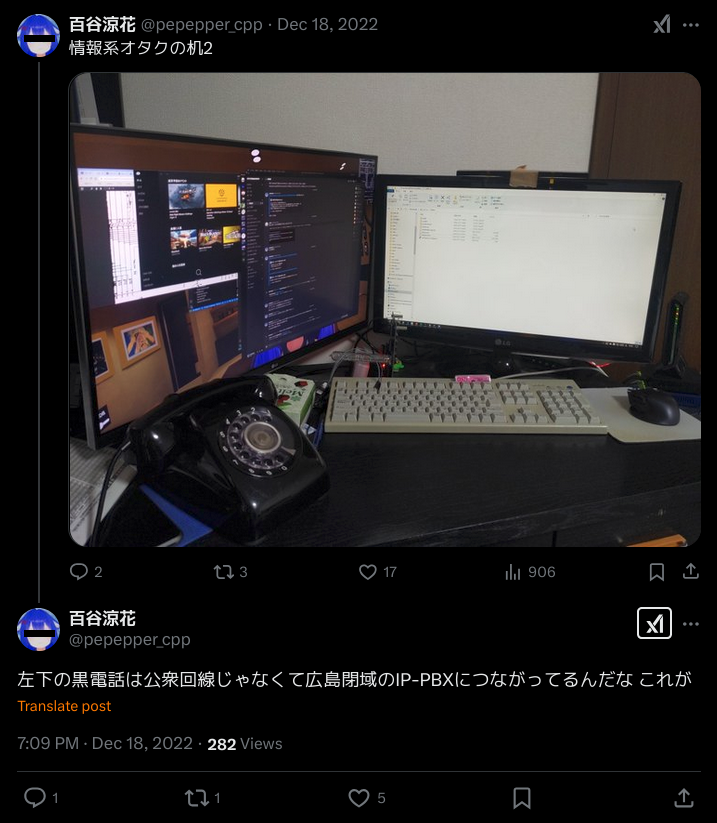 百谷涼花 @pepepper_cpp · Dec 18, 2022
情報系オタクの机2
LG
2 3 17 906
百谷涼花
@pepepper_cpp
左下の黒電話は公衆回線じゃなくて広島閉域のIP-PBXにつながってるんだな これが
Translate post
7:09 PM · Dec 18, 2022 · 282 Views
1 1 5